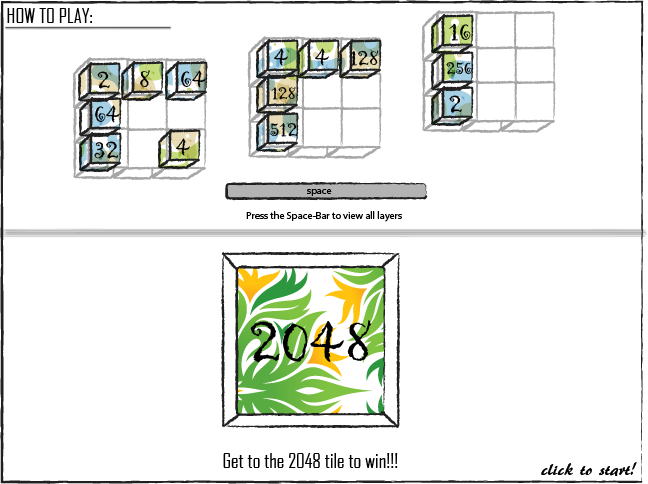 HOW TO PLAY:
2 8 64
64
32 4
4 4 128
128
512
16
256
2
space
Press the Space-Bar to view all layers
2048
Get to the 2048 tile to win!!!
click to start!